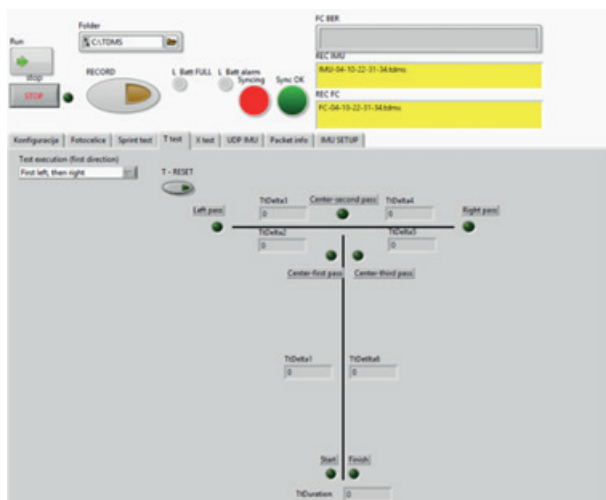 FC BER
Folder
Run
C:\TDMS
REC IMU
IMU-04-10-22-31-34.tdms
stop
RECORD
L Batt FULL
L Batt alarm
Syncing
Sync OK
STOP
REC FC
FC-04-10-22-31-34.tdms
Konfiguracija
Fotocelice
Sprint test
T test
X test
UDP IMU
Packet info
IMU SETUP
Test execution (first direction)
First left, then right
T - RESET
TtDelta3
Center-second pass
TtDelta4
0
0
Left pass
Right pass
TtDelta2
TtDelta5
0
0
Center-first pass
Center-third pass
TtDelta1
TtDelta6
0
0
Start
Finish
TtDuration
0